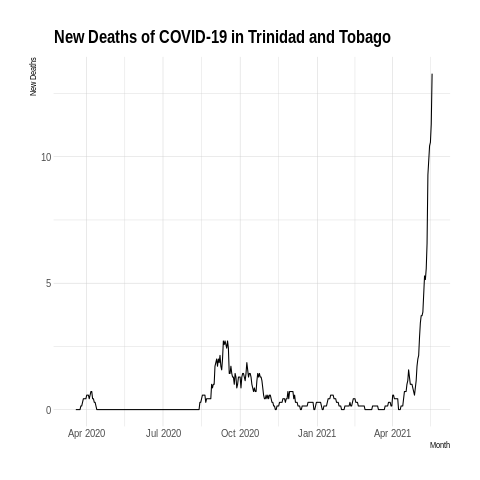 New Deaths of COVID-19 in Trinidad and Tobago
New Deaths
10
5
0
Apr 2020 Jul 2020 Oct 2020 Jan 2021 Apr 2021
Month